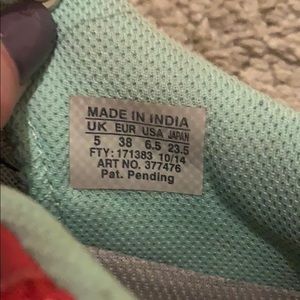 MADE IN INDIA
UK EUR USA JAPAN
5 38 6.5 23.5
FTY: 171383 10/14
ART NO. 377476
Pat. Pending